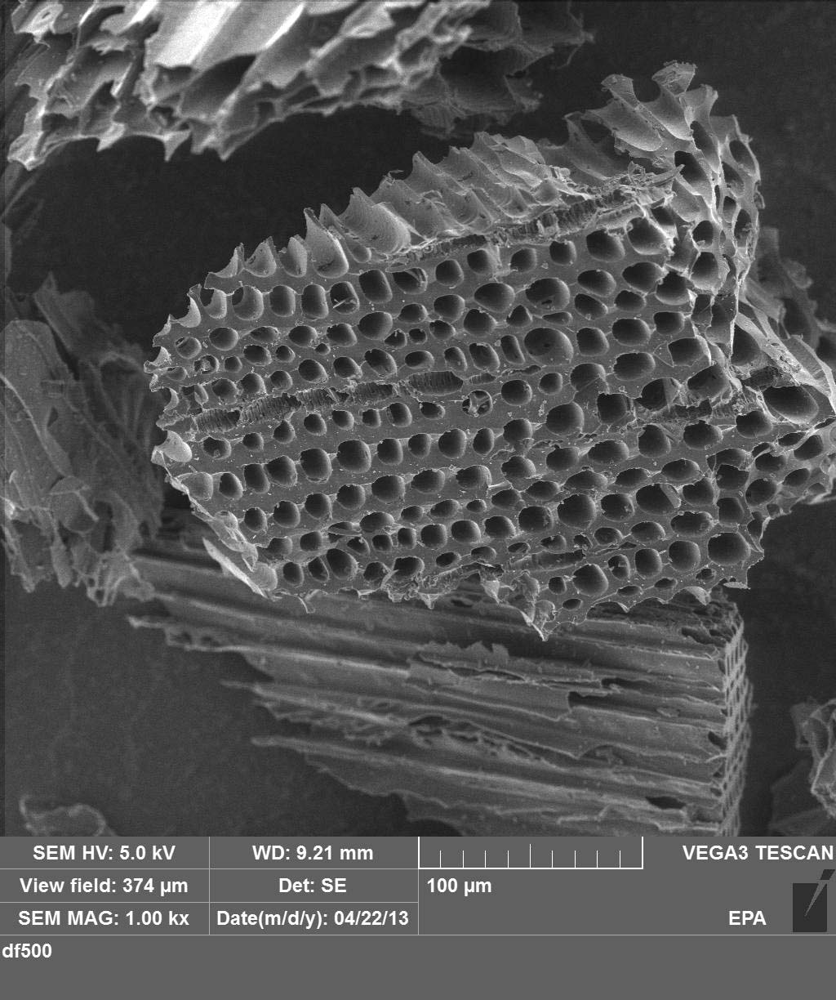 SEM HV: 5.0 kV
WD: 9.21 mm
VEGA3 TESCAN
View field: 374 µm
Det: SE
100 µm
SEM MAG: 1.00 kx
Date(m/d/y): 04/22/13
EPA
df500